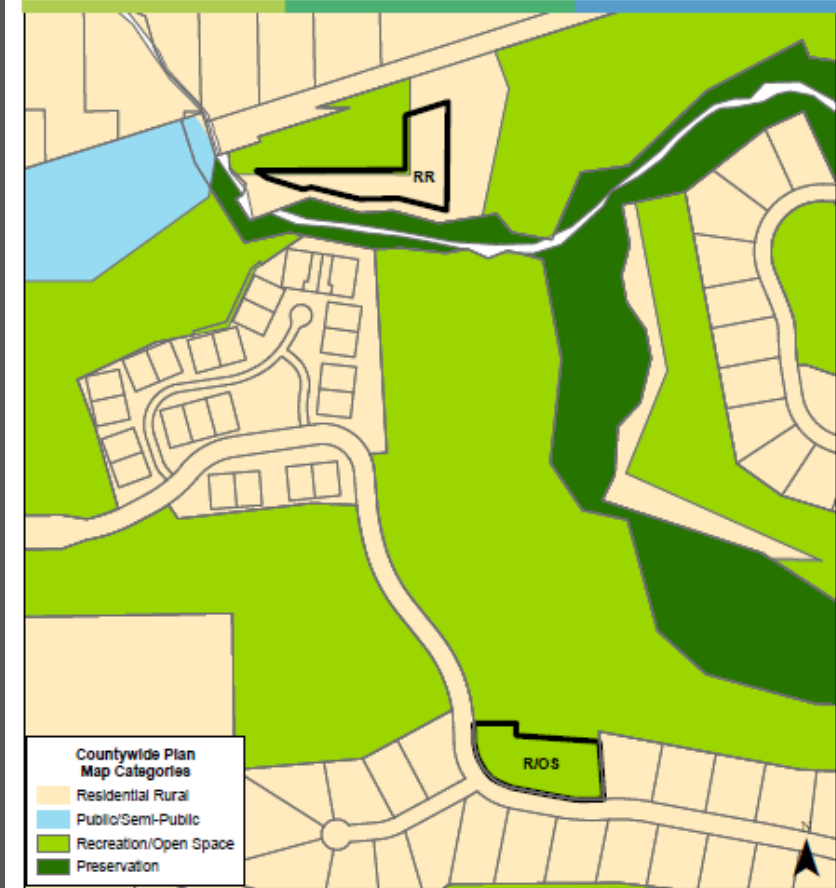 RR
R/OS
Countywide Plan
Map Categories
Residential Rural
Public/Semi-Public
Recreation/Open Space
Preservation
N